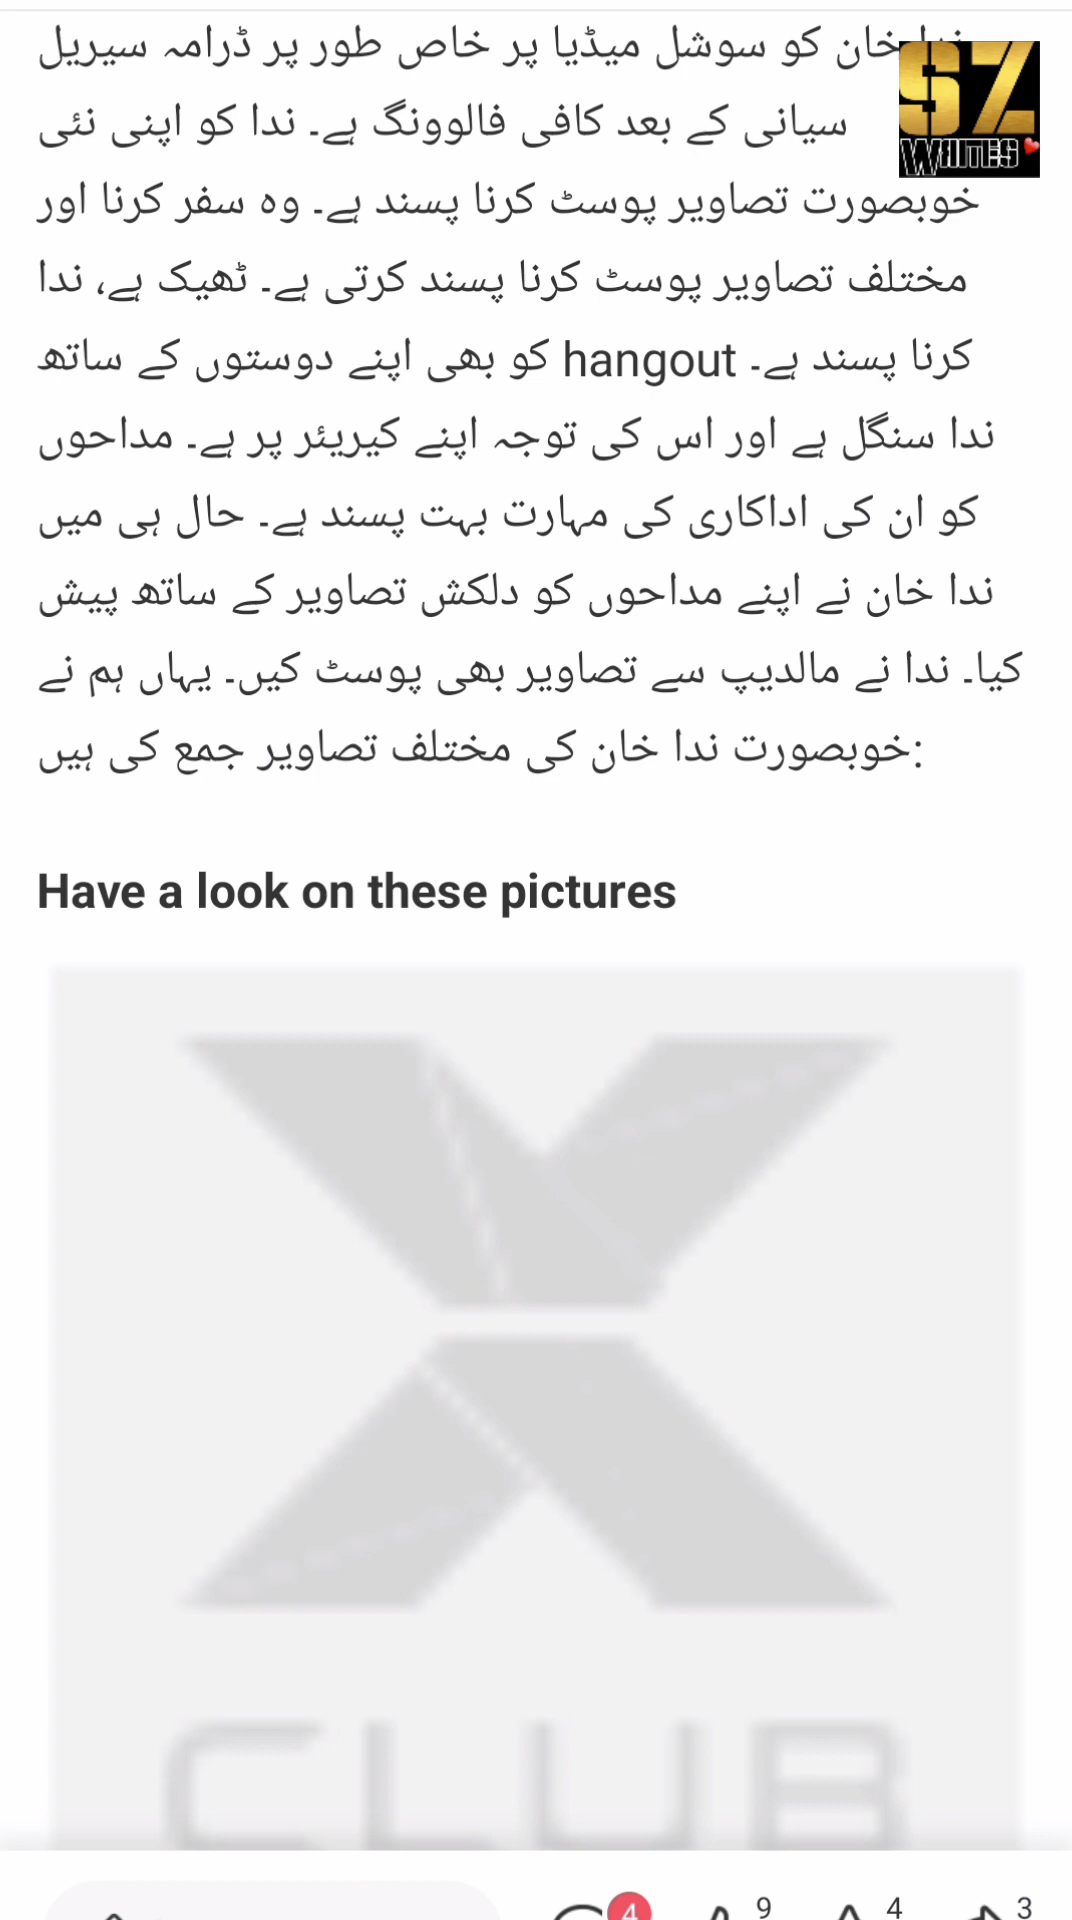 ندا خان کو سوشل میڈیا پر خاص طور پر ڈرامہ سیریل
سیانی کے بعد کافی فالوونگ ہے۔ ندا کو اپنی نئی
خوبصورت تصاویر پوسٹ کرنا پسند ہے۔ وہ سفر کرنا اور
مختلف تصاویر پوسٹ کرنا پسند کرتی ہے۔ ٹھیک ہے، ندا
کو بھی اپنے دوستوں کے ساتھ hangout کرنا پسند ہے۔
ندا سنگل ہے اور اس کی توجہ اپنے کیریئر پر ہے۔ مداحوں
کو ان کی اداکاری کی مہارت بہت پسند ہے۔ حال ہی میں
ندا خان نے اپنے مداحوں کو دلکش تصاویر کے ساتھ پیش
کیا۔ ندا نے مالدیپ سے تصاویر بھی پوسٹ کیں۔ یہاں ہم نے
خوبصورت ندا خان کی مختلف تصاویر جمع کی ہیں:
SZ
WRITES
Have a look on these pictures
X
CLUB
4
9
4
3